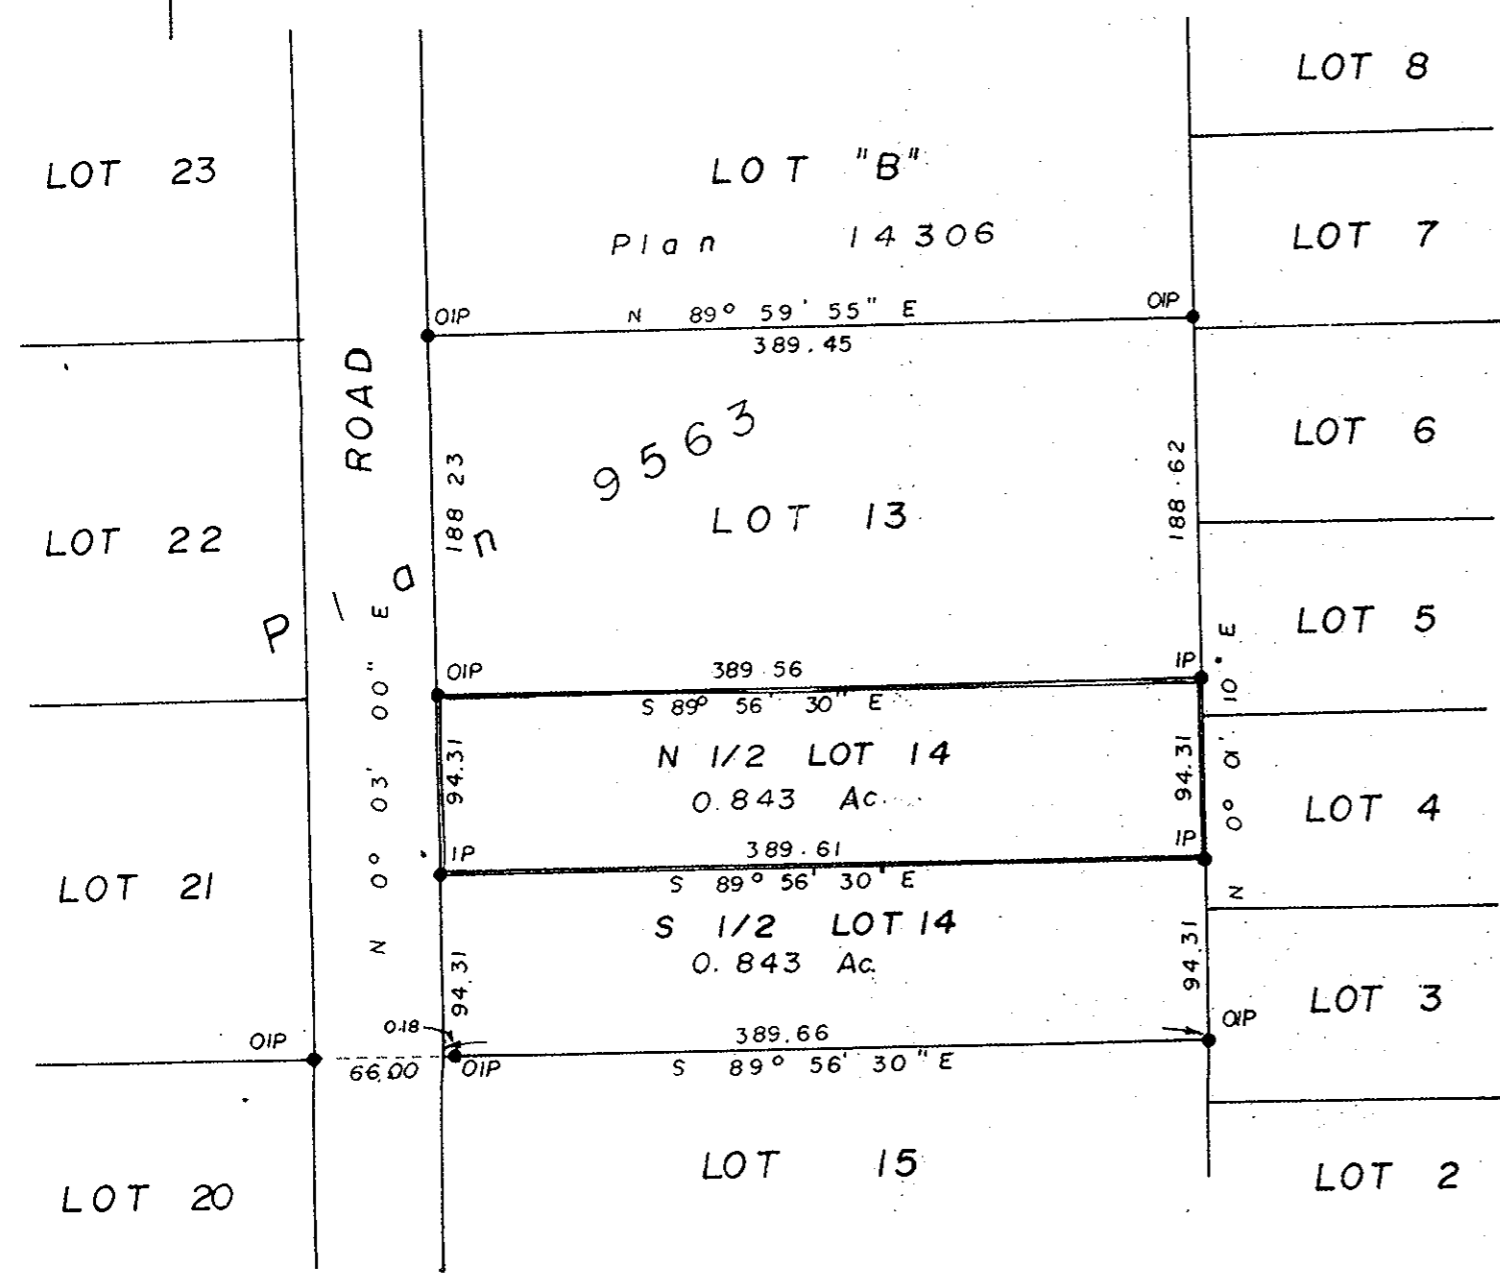 LOT 8
LOT 23
LOT "B"
Plan 14306
LOT 7
OIP
N 89° 59' 55" E
OIP
389.45
ROAD
LOT 6
9563
188 23
188.62
LOT 13
LOT 22
Plan
LOT 5
OIP
389.56
IP
S 89° 56' 30" E
N 1/2 LOT 14
0.843 Ac.
94.31
94.31
N 0° 03' 00" E
N 0° 01' 10" E
LOT 4
IP
389.61
IP
S 89° 56' 30" E
LOT 21
S 1/2 LOT 14
0.843 Ac.
94.31
94.31
LOT 3
OIP
0.18
389.66
OIP
66.00
OIP
S 89° 56' 30" E
LOT 15
LOT 20
LOT 2